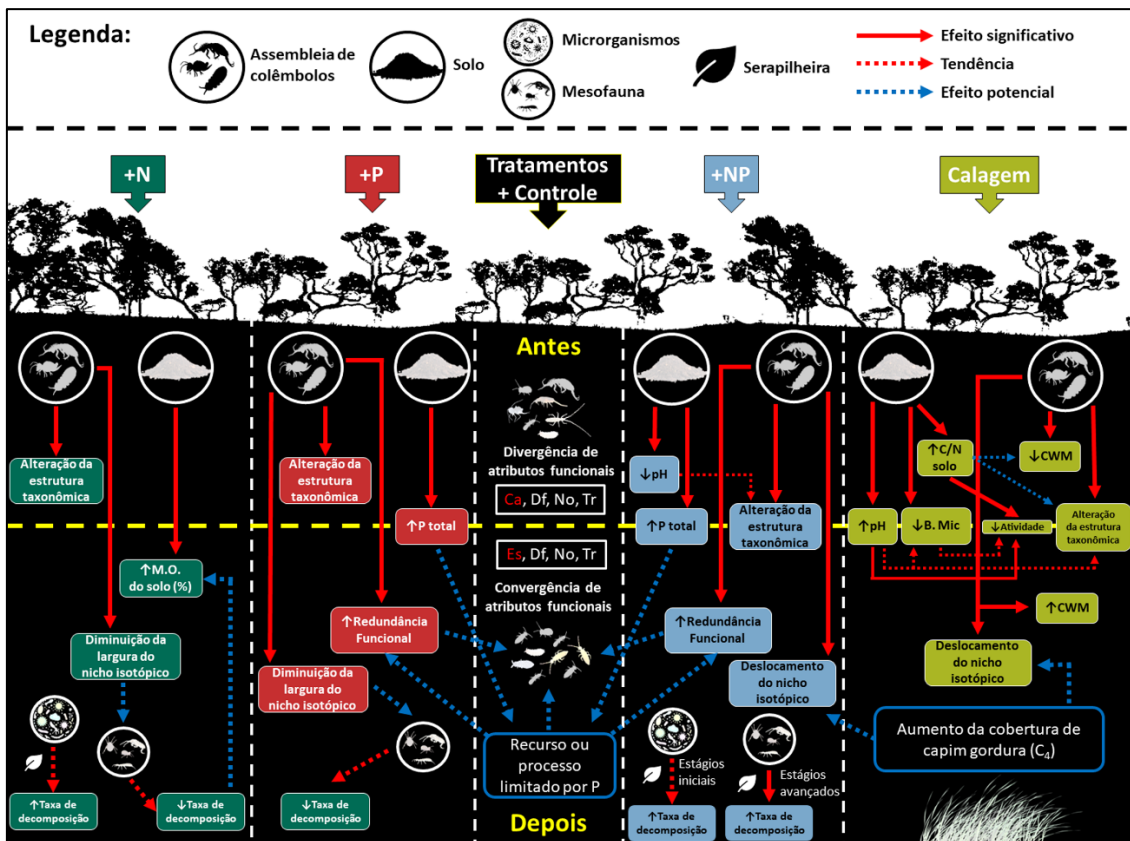 Legenda:
Assembleia de
colêmbolos
Solo
Microrganismos
Mesofauna
Serapilheira
Efeito significativo
Tendência
Efeito potencial
+N
+P
Tratamentos
+ Controle
+NP
Calagem
Alteração da
estrutura
taxonômica
↑M.O.
do solo (%)
Diminuição da
largura do
nicho isotópico
↑Taxa de
decomposição
↓Taxa de
decomposição
Alteração da
estrutura
taxonômica
↑P total
↑Redundância
Funcional
Diminuição da
largura do
nicho isotópico
↓Taxa de
decomposição
Antes
Divergência de
atributos funcionais
Ca, Df, No, Tr
Es, Df, No, Tr
Convergência de
atributos funcionais
Recurso ou
processo
limitado por P
Depois
↓pH
↑P total
Alteração da
estrutura
taxonômica
↑Redundância
Funcional
Deslocamento
do nicho
isotópico
Estágios
iniciais
Estágios
avançados
↑Taxa de
decomposição
↑Taxa de
decomposição
↑C/N
solo
↓CWM
↑pH
↓B. Mic
↓Atividade
Alteração
da estrutura
taxonômica
↑CWM
Deslocamento
do nicho
isotópico
Aumento da cobertura de
capim gordura (C₄)